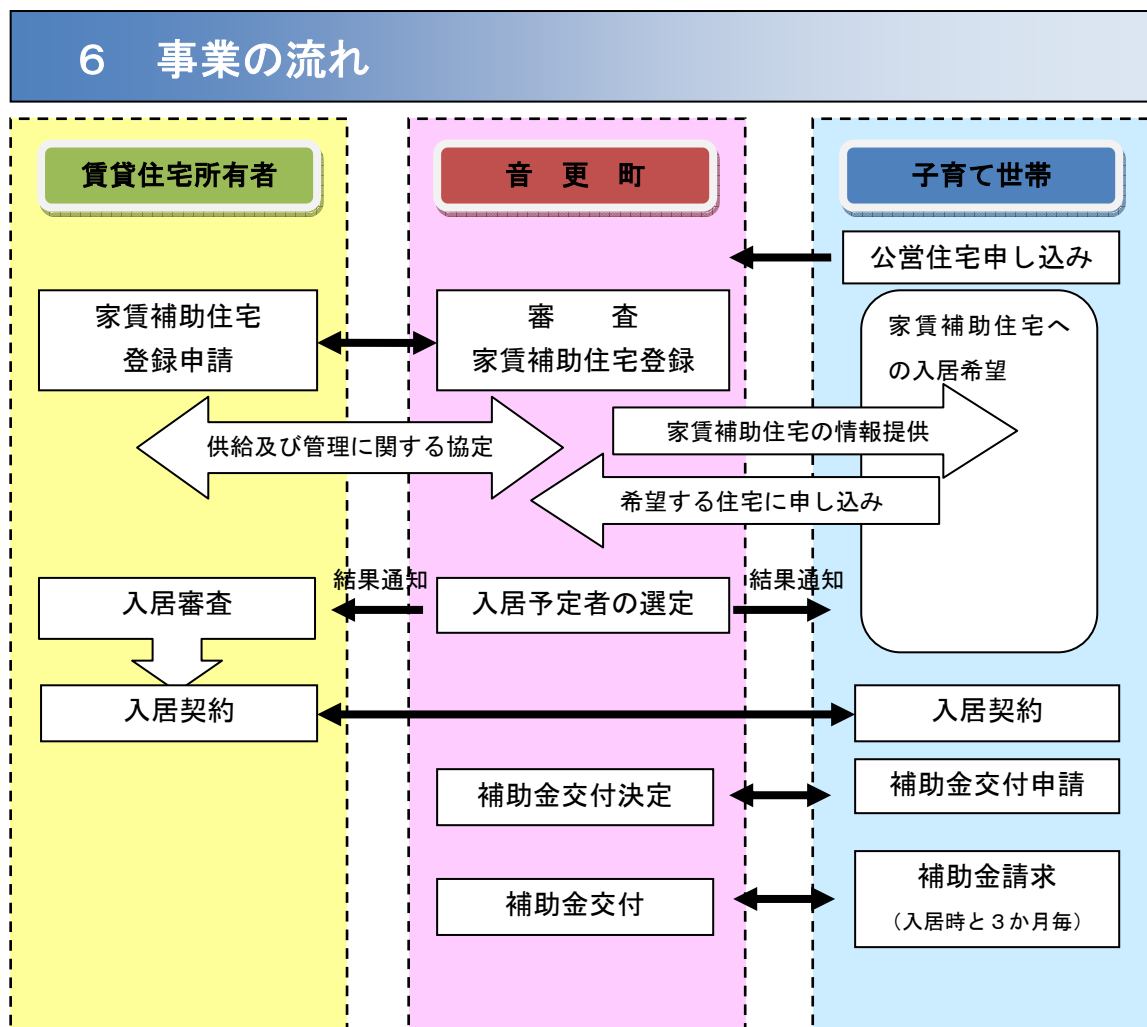 ６　事業の流れ
賃貸住宅所有者
音　更　町
子育て世帯
公営住宅申し込み
家賃補助住宅
登録申請
審　　査
家賃補助住宅登録
家賃補助住宅へ
の入居希望
供給及び管理に関する協定
家賃補助住宅の情報提供
希望する住宅に申し込み
入居審査
結果通知
入居予定者の選定
結果通知
入居契約
入居契約
補助金交付決定
補助金交付申請
補助金交付
補助金請求
（入居時と３か月毎）